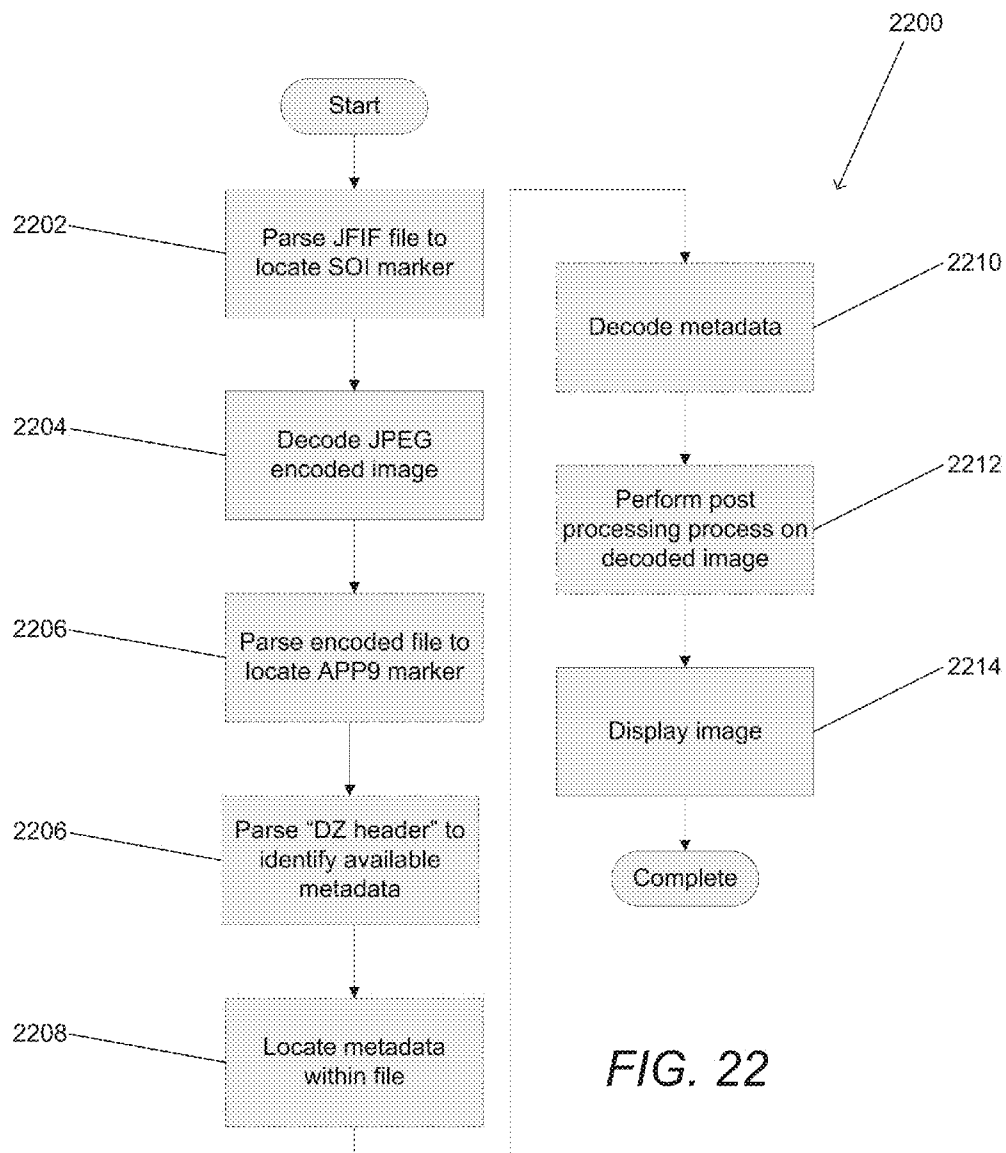 2200
Start
2202
Parse JFIF file to
locate SOI marker
2204
Decode JPEG
encoded image
2206
Parse encoded file to
locate APP9 marker
2206
Parse “DZ header” to
identify available
metadata
2208
Locate metadata
within file
2210
Decode metadata
2212
Perform post
processing process on
decoded image
2214
Display image
Complete
FIG. 22